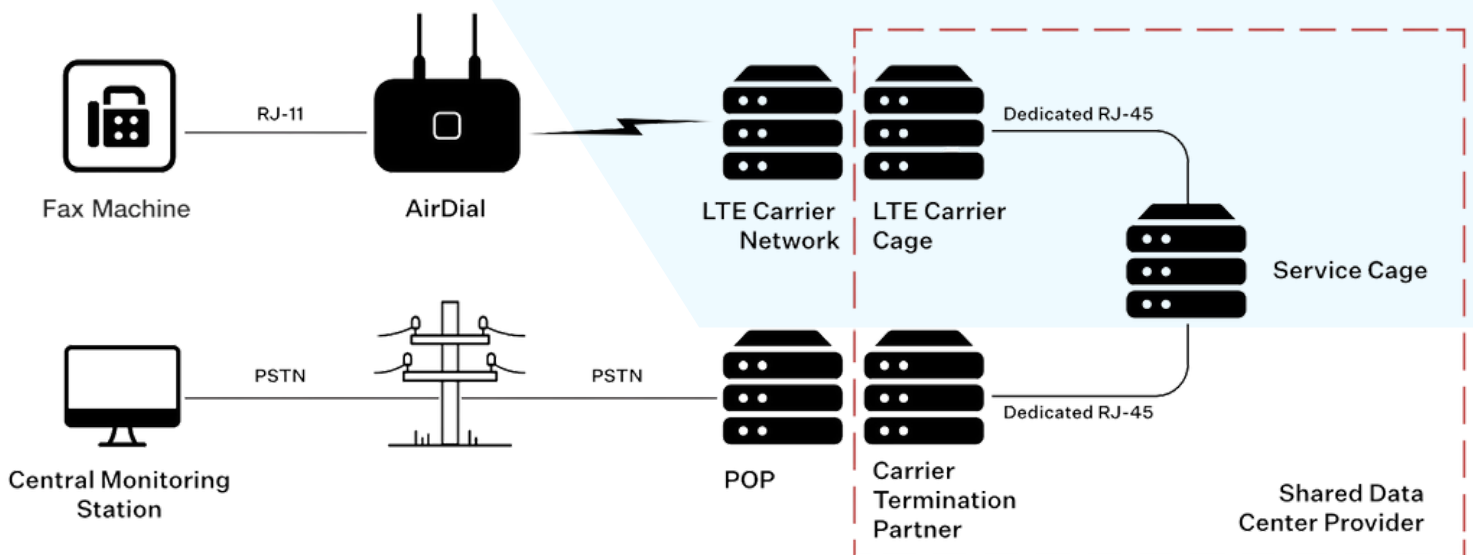 RJ-11
Dedicated RJ-45
Fax Machine
AirDial
LTE Carrier
Network
LTE Carrier
Cage
Service Cage
PSTN
PSTN
Dedicated RJ-45
Central Monitoring
Station
POP
Carrier
Termination
Partner
Shared Data
Center Provider